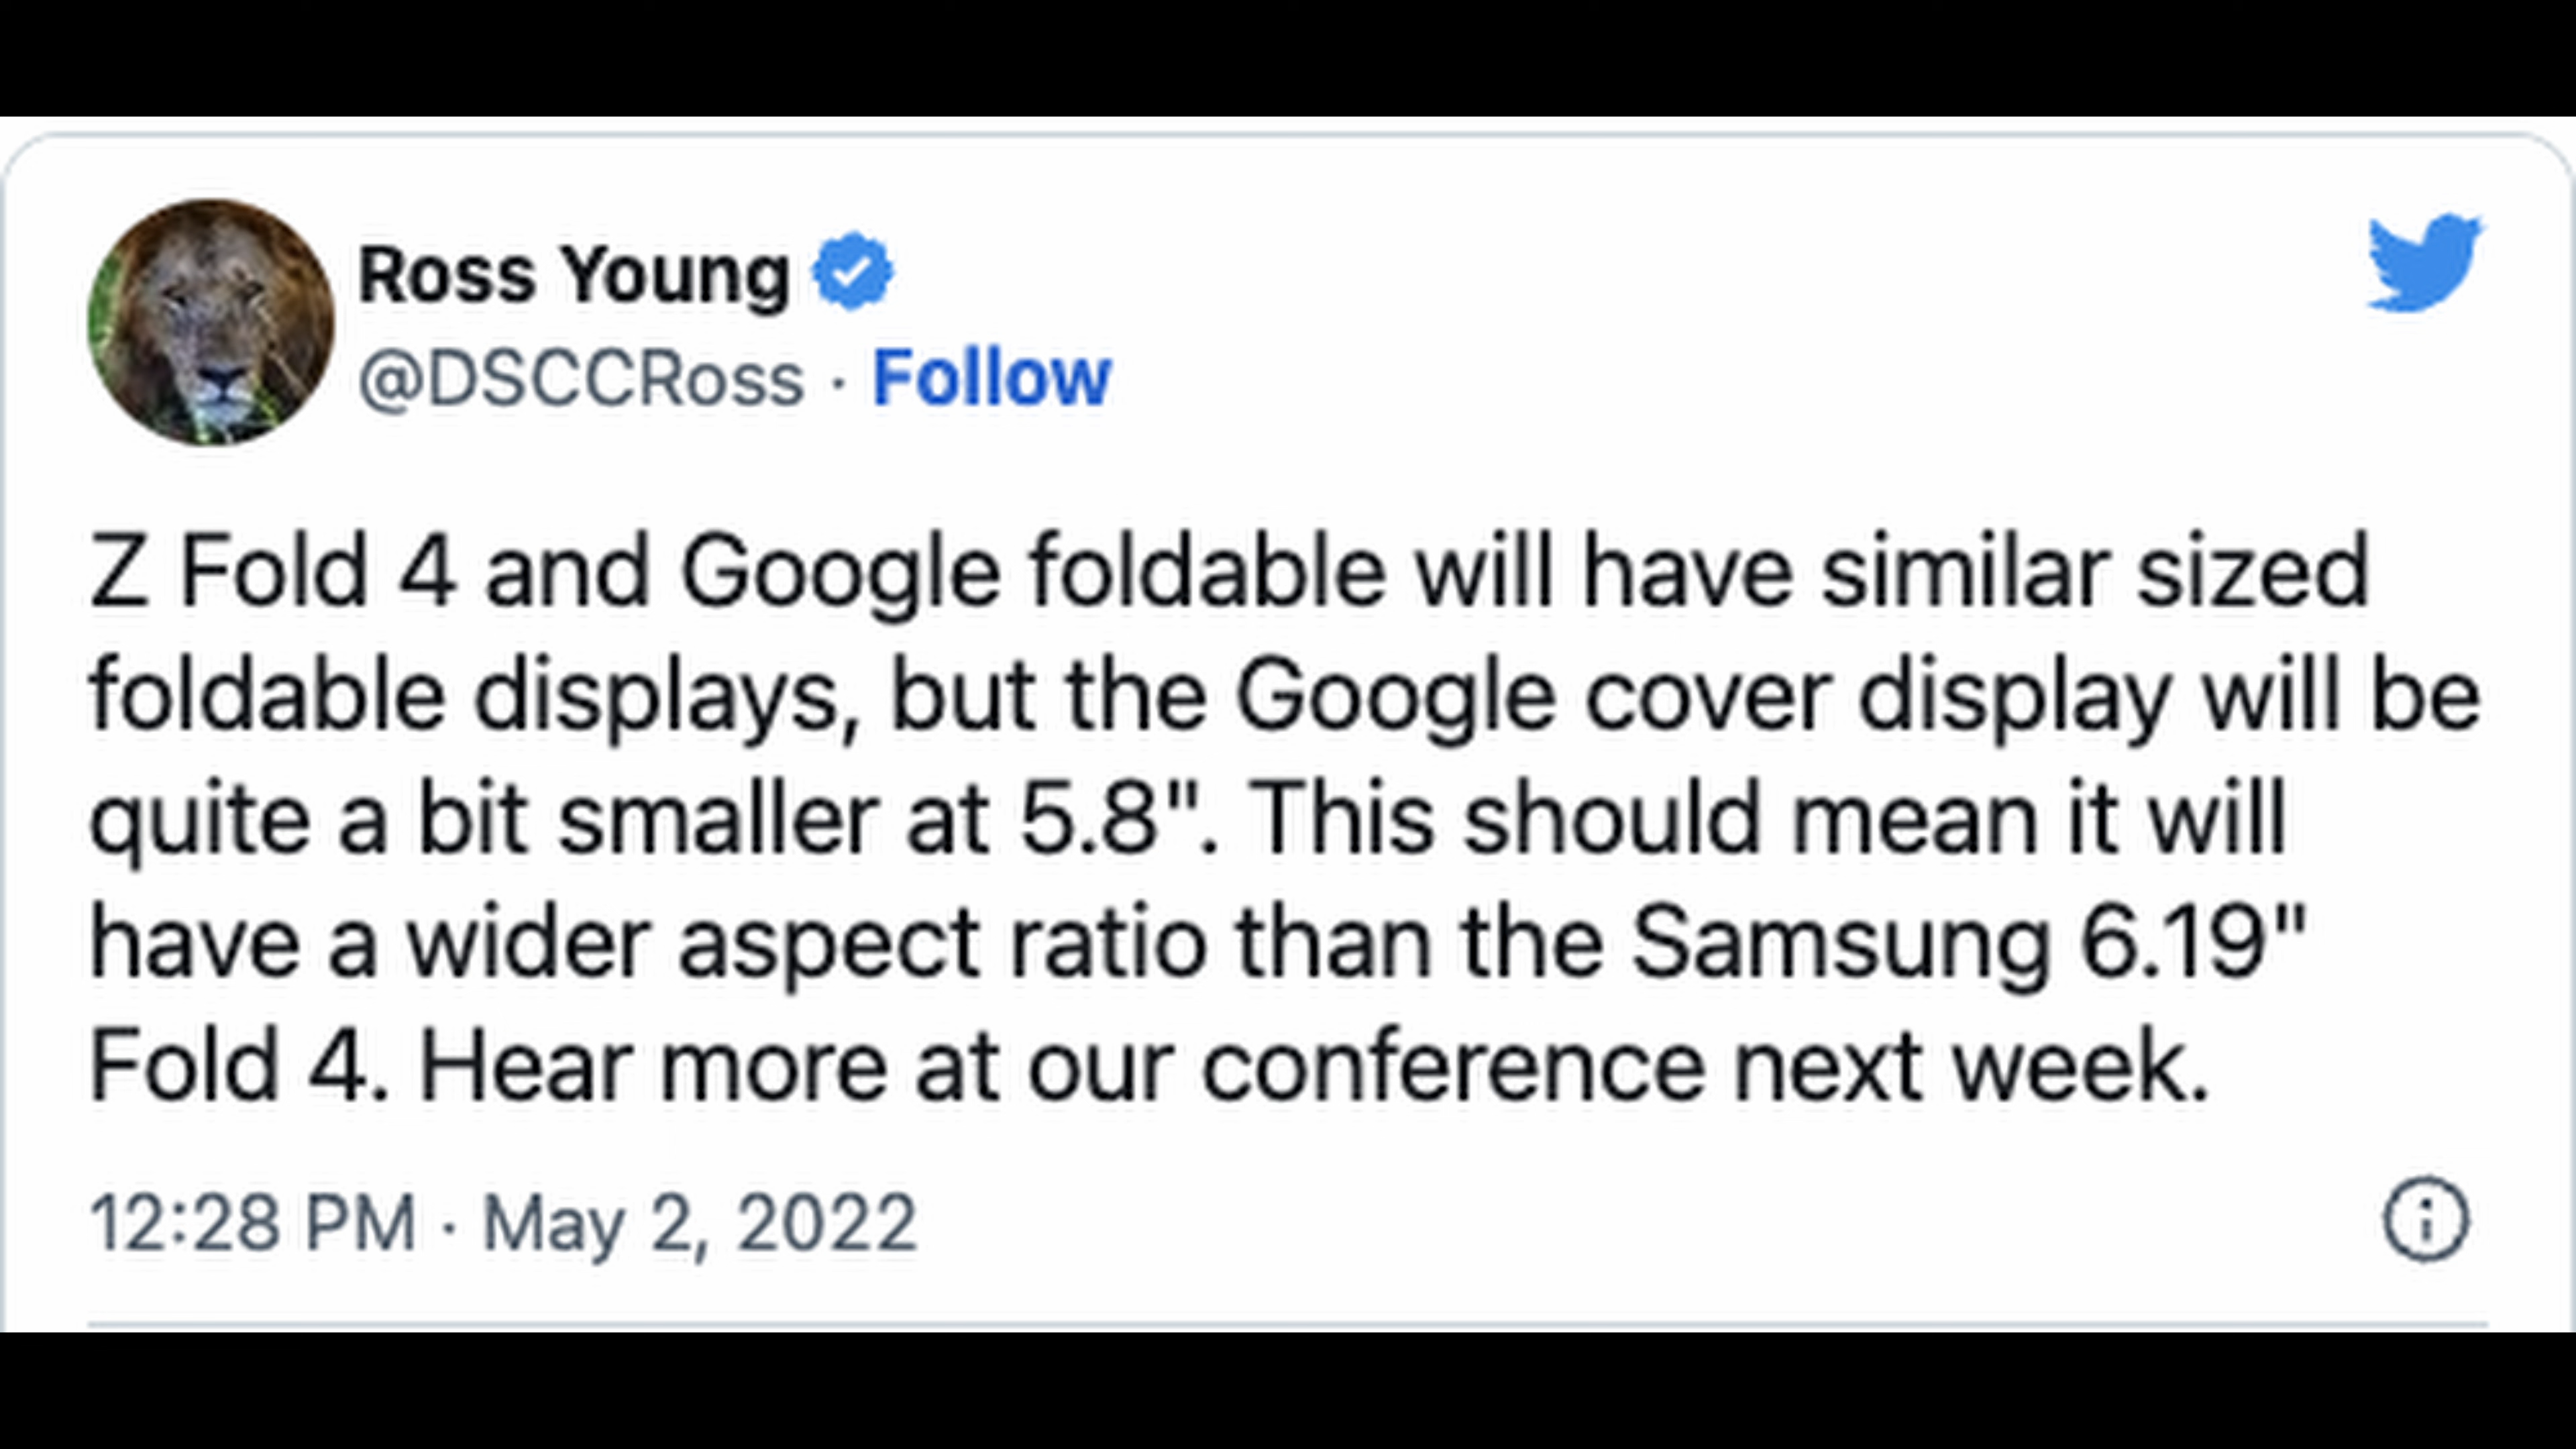 Ross Young
@DSCCRoss · Follow
Z Fold 4 and Google foldable will have similar sized
foldable displays, but the Google cover display will be
quite a bit smaller at 5.8". This should mean it will
have a wider aspect ratio than the Samsung 6.19"
Fold 4. Hear more at our conference next week.
12:28 PM · May 2, 2022